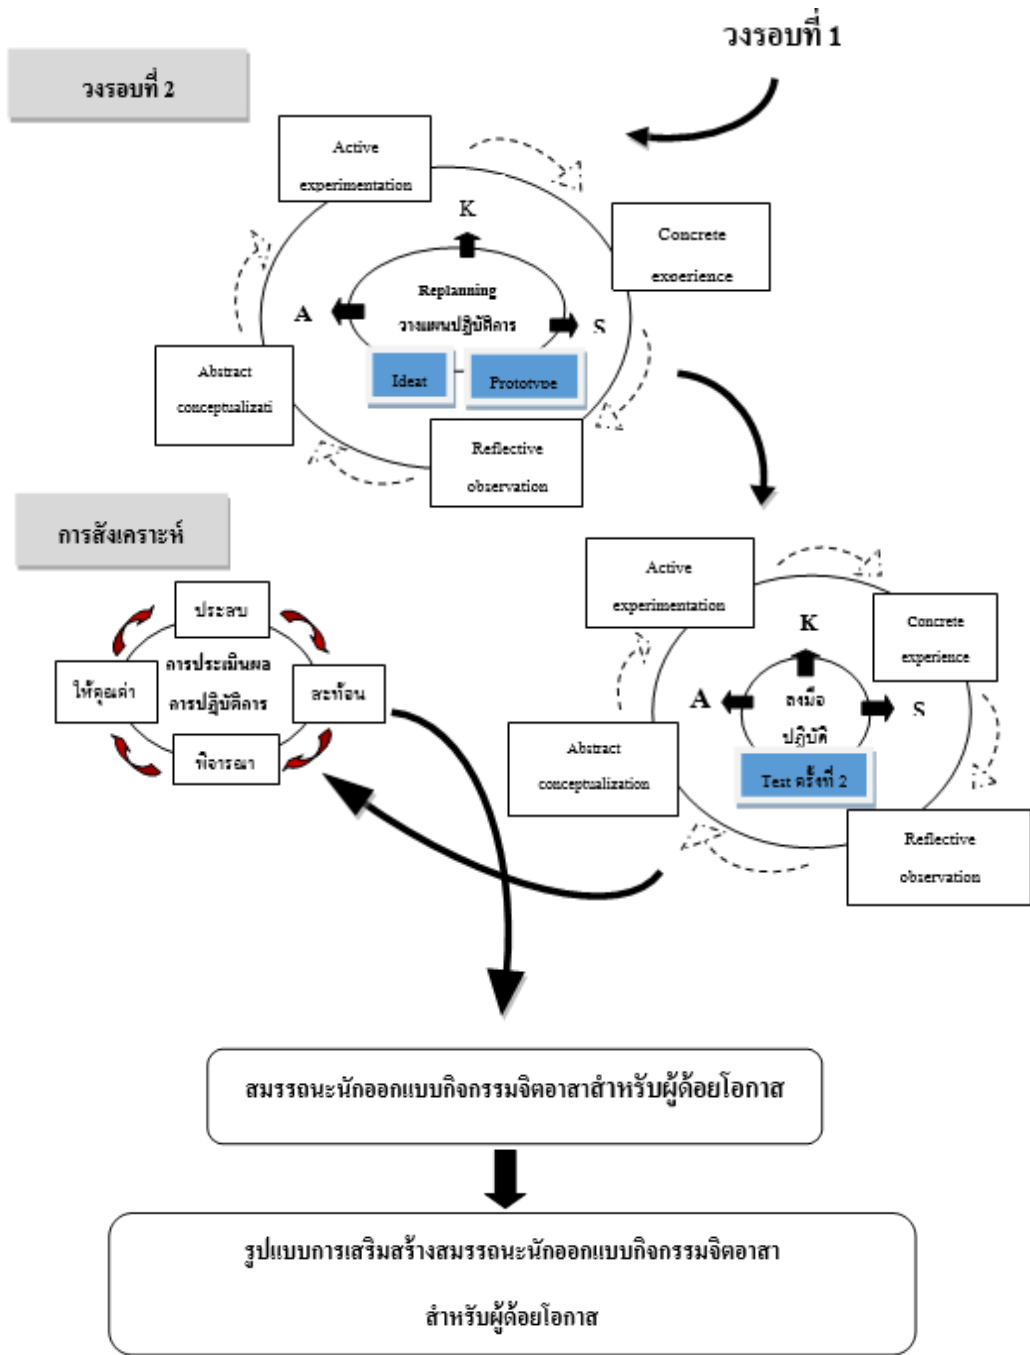 วงรอบที่ 1
วงรอบที่ 2
Active
experimentation
K
Concrete
experience
Replanning
วางแผนปฏิบัติการ
A
S
Ideat
Prototype
Abstract
conceptualizati
Reflective
observation
การสังเคราะห์
ประสบ
การประเมินผล
การปฏิบัติการ
ให้คุณค่า
สะท้อน
พิจารณา
Active
experimentation
K
Concrete
experience
A
S
ลงมือ
ปฏิบัติ
Test ครั้งที่ 2
Abstract
conceptualization
Reflective
observation
สมรรถนะนักออกแบบกิจกรรมจิตอาสาสำหรับผู้ด้อยโอกาส
รูปแบบการเสริมสร้างสมรรถนะนักออกแบบกิจกรรมจิตอาสา
สำหรับผู้ด้อยโอกาส